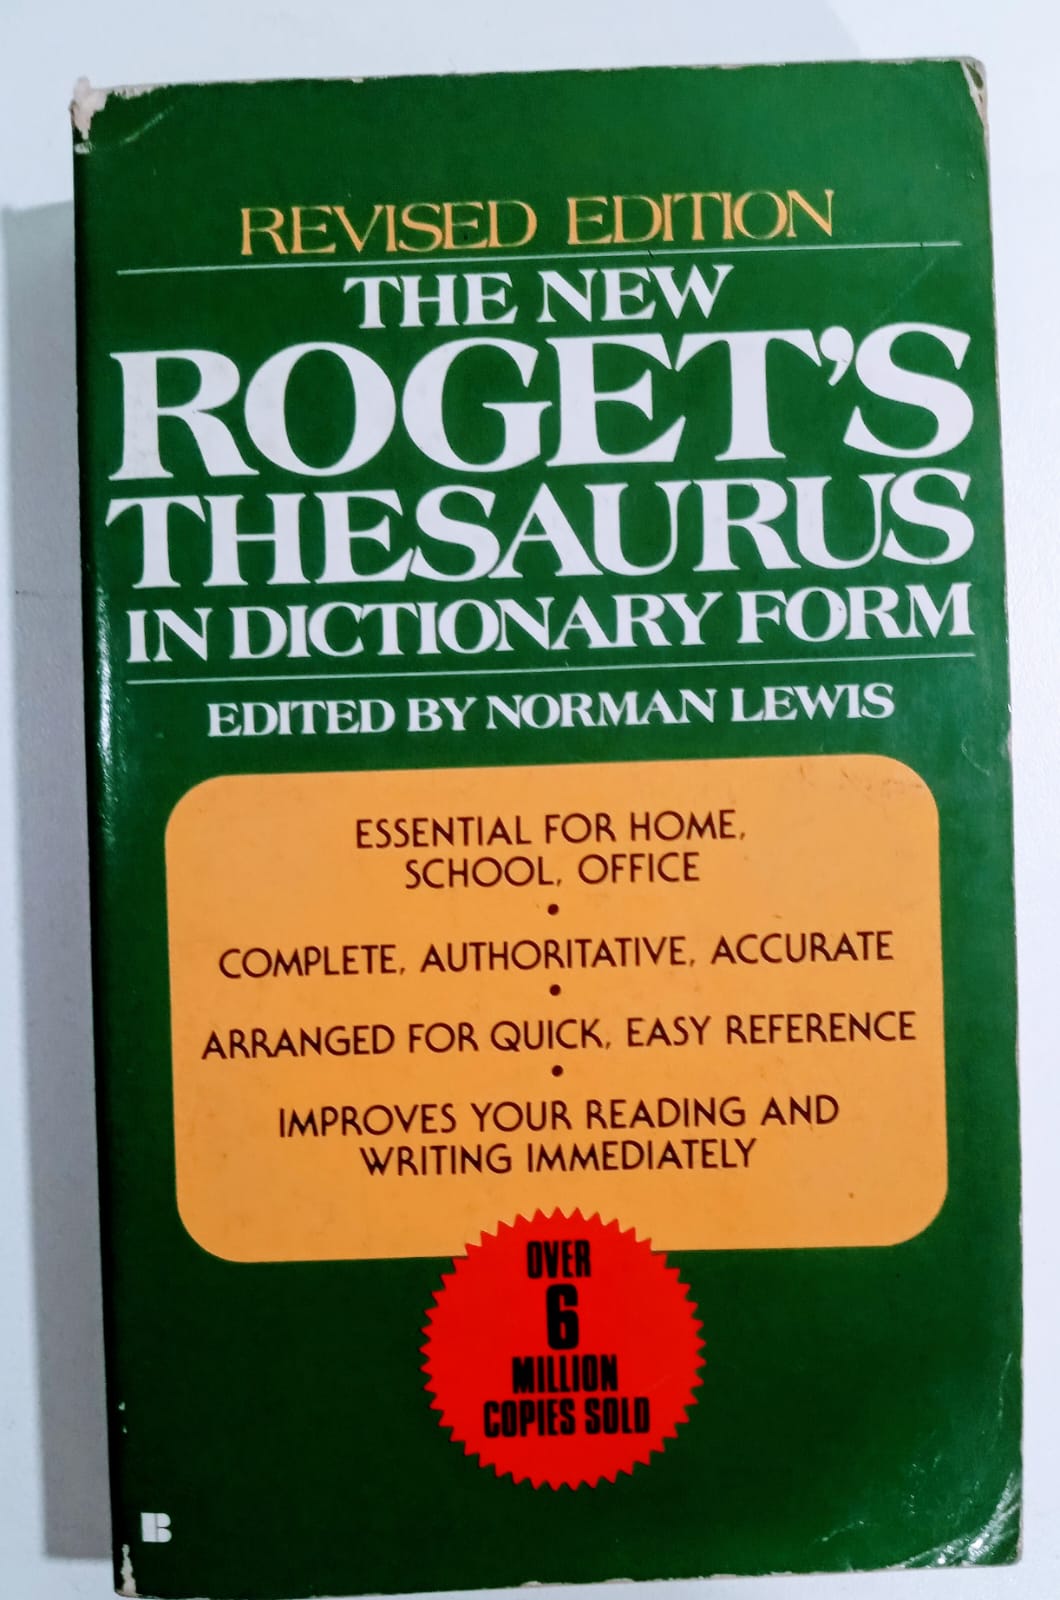 REVISED EDITION
THE NEW
ROGET'S
THESAURUS
IN DICTIONARY FORM
EDITED BY NORMAN LEWIS
ESSENTIAL FOR HOME,
SCHOOL, OFFICE
•
COMPLETE, AUTHORITATIVE, ACCURATE
•
ARRANGED FOR QUICK, EASY REFERENCE
•
IMPROVES YOUR READING AND
WRITING IMMEDIATELY
OVER
6
MILLION
COPIES SOLD
B